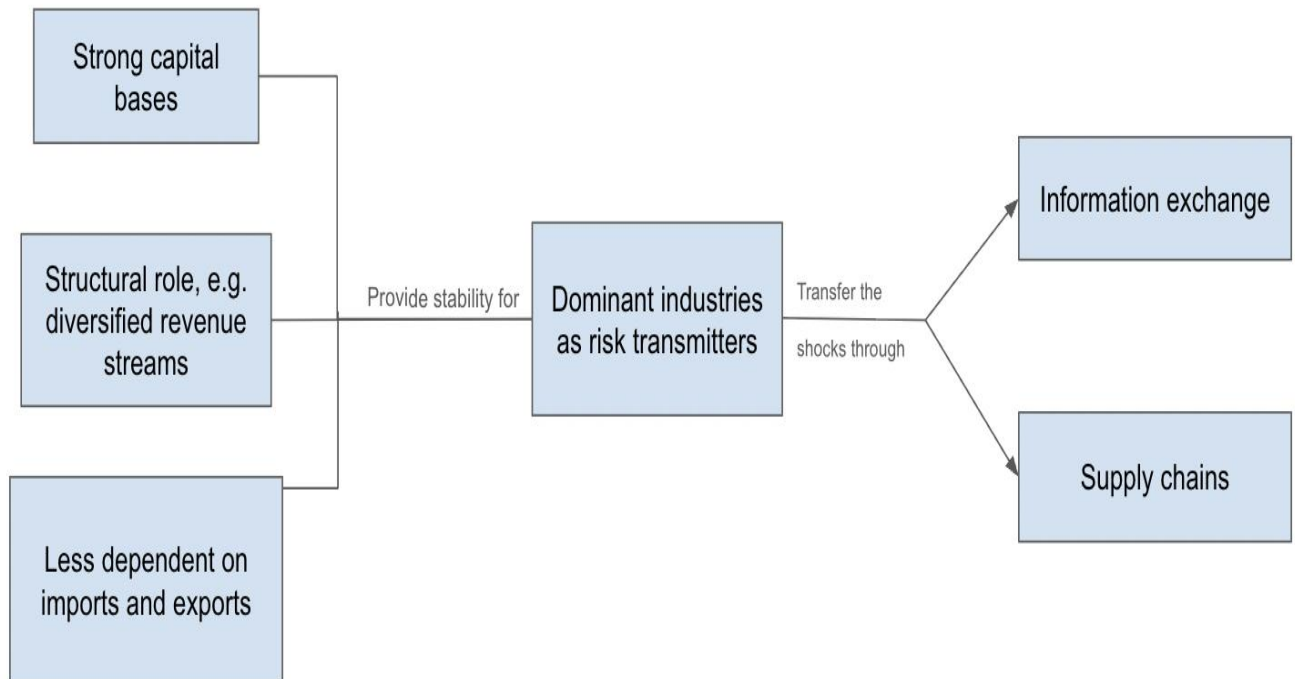 Strong capital
bases
Structural role, e.g.
diversified revenue
streams
Less dependent on
imports and exports
Provide stability for
Dominant industries
as risk transmitters
Transfer the
shocks through
Information exchange
Supply chains